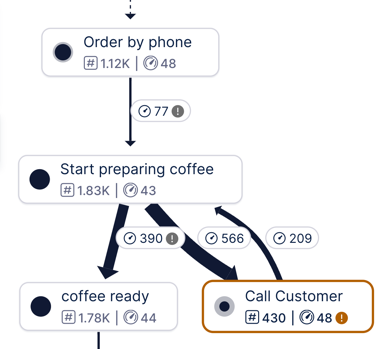 Order by phone
# 1.12K | 48
77 !
Start preparing coffee
# 1.83K | 43
390 !
566
209
coffee ready
# 1.78K | 44
Call Customer
# 430 | 48 !